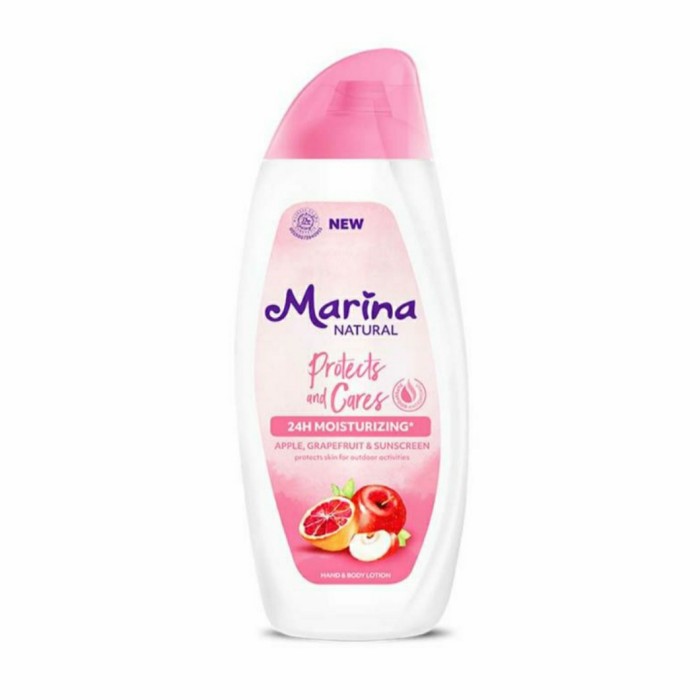 NEW
Marina
NATURAL
Protects
and Cares
24H MOISTURIZING*
APPLE, GRAPEFRUIT & SUNSCREEN
protects skin for outdoor activities
HAND & BODY LOTION